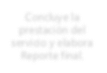 Concluye la
prestación del
servicio y elabora
Reporte final